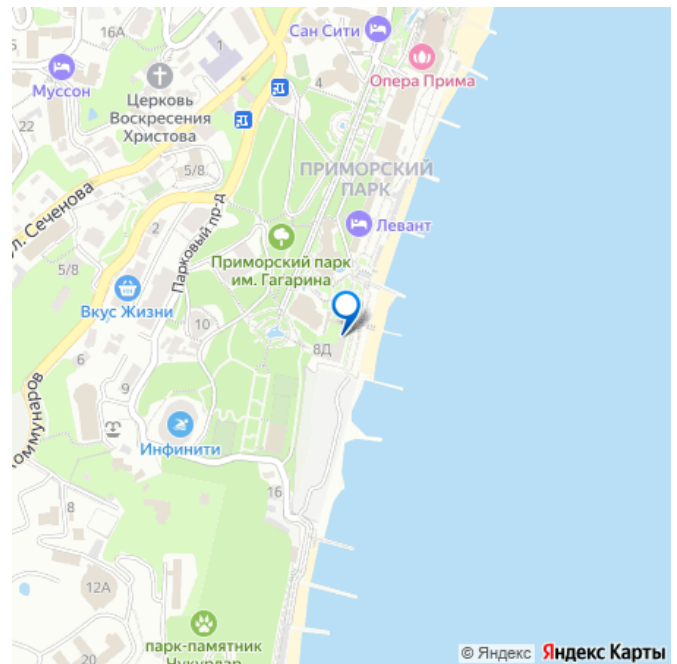 Сан Сити
16А
1
Опера Прима
Муссон
4
Церковь
Воскресения
Христова
22
5/8
ПРИМОРСКИЙ
ПАРК
ул. Сеченова
Парковый пр-д
2
Левант
5/8
Приморский парк
им. Гагарина
Вкус Жизни
10
8Д
6
9
Коммунаров
Инфинити
16
8
12А
парк-памятник
Чукурлар
20
© Яндекс Яндекс Карты